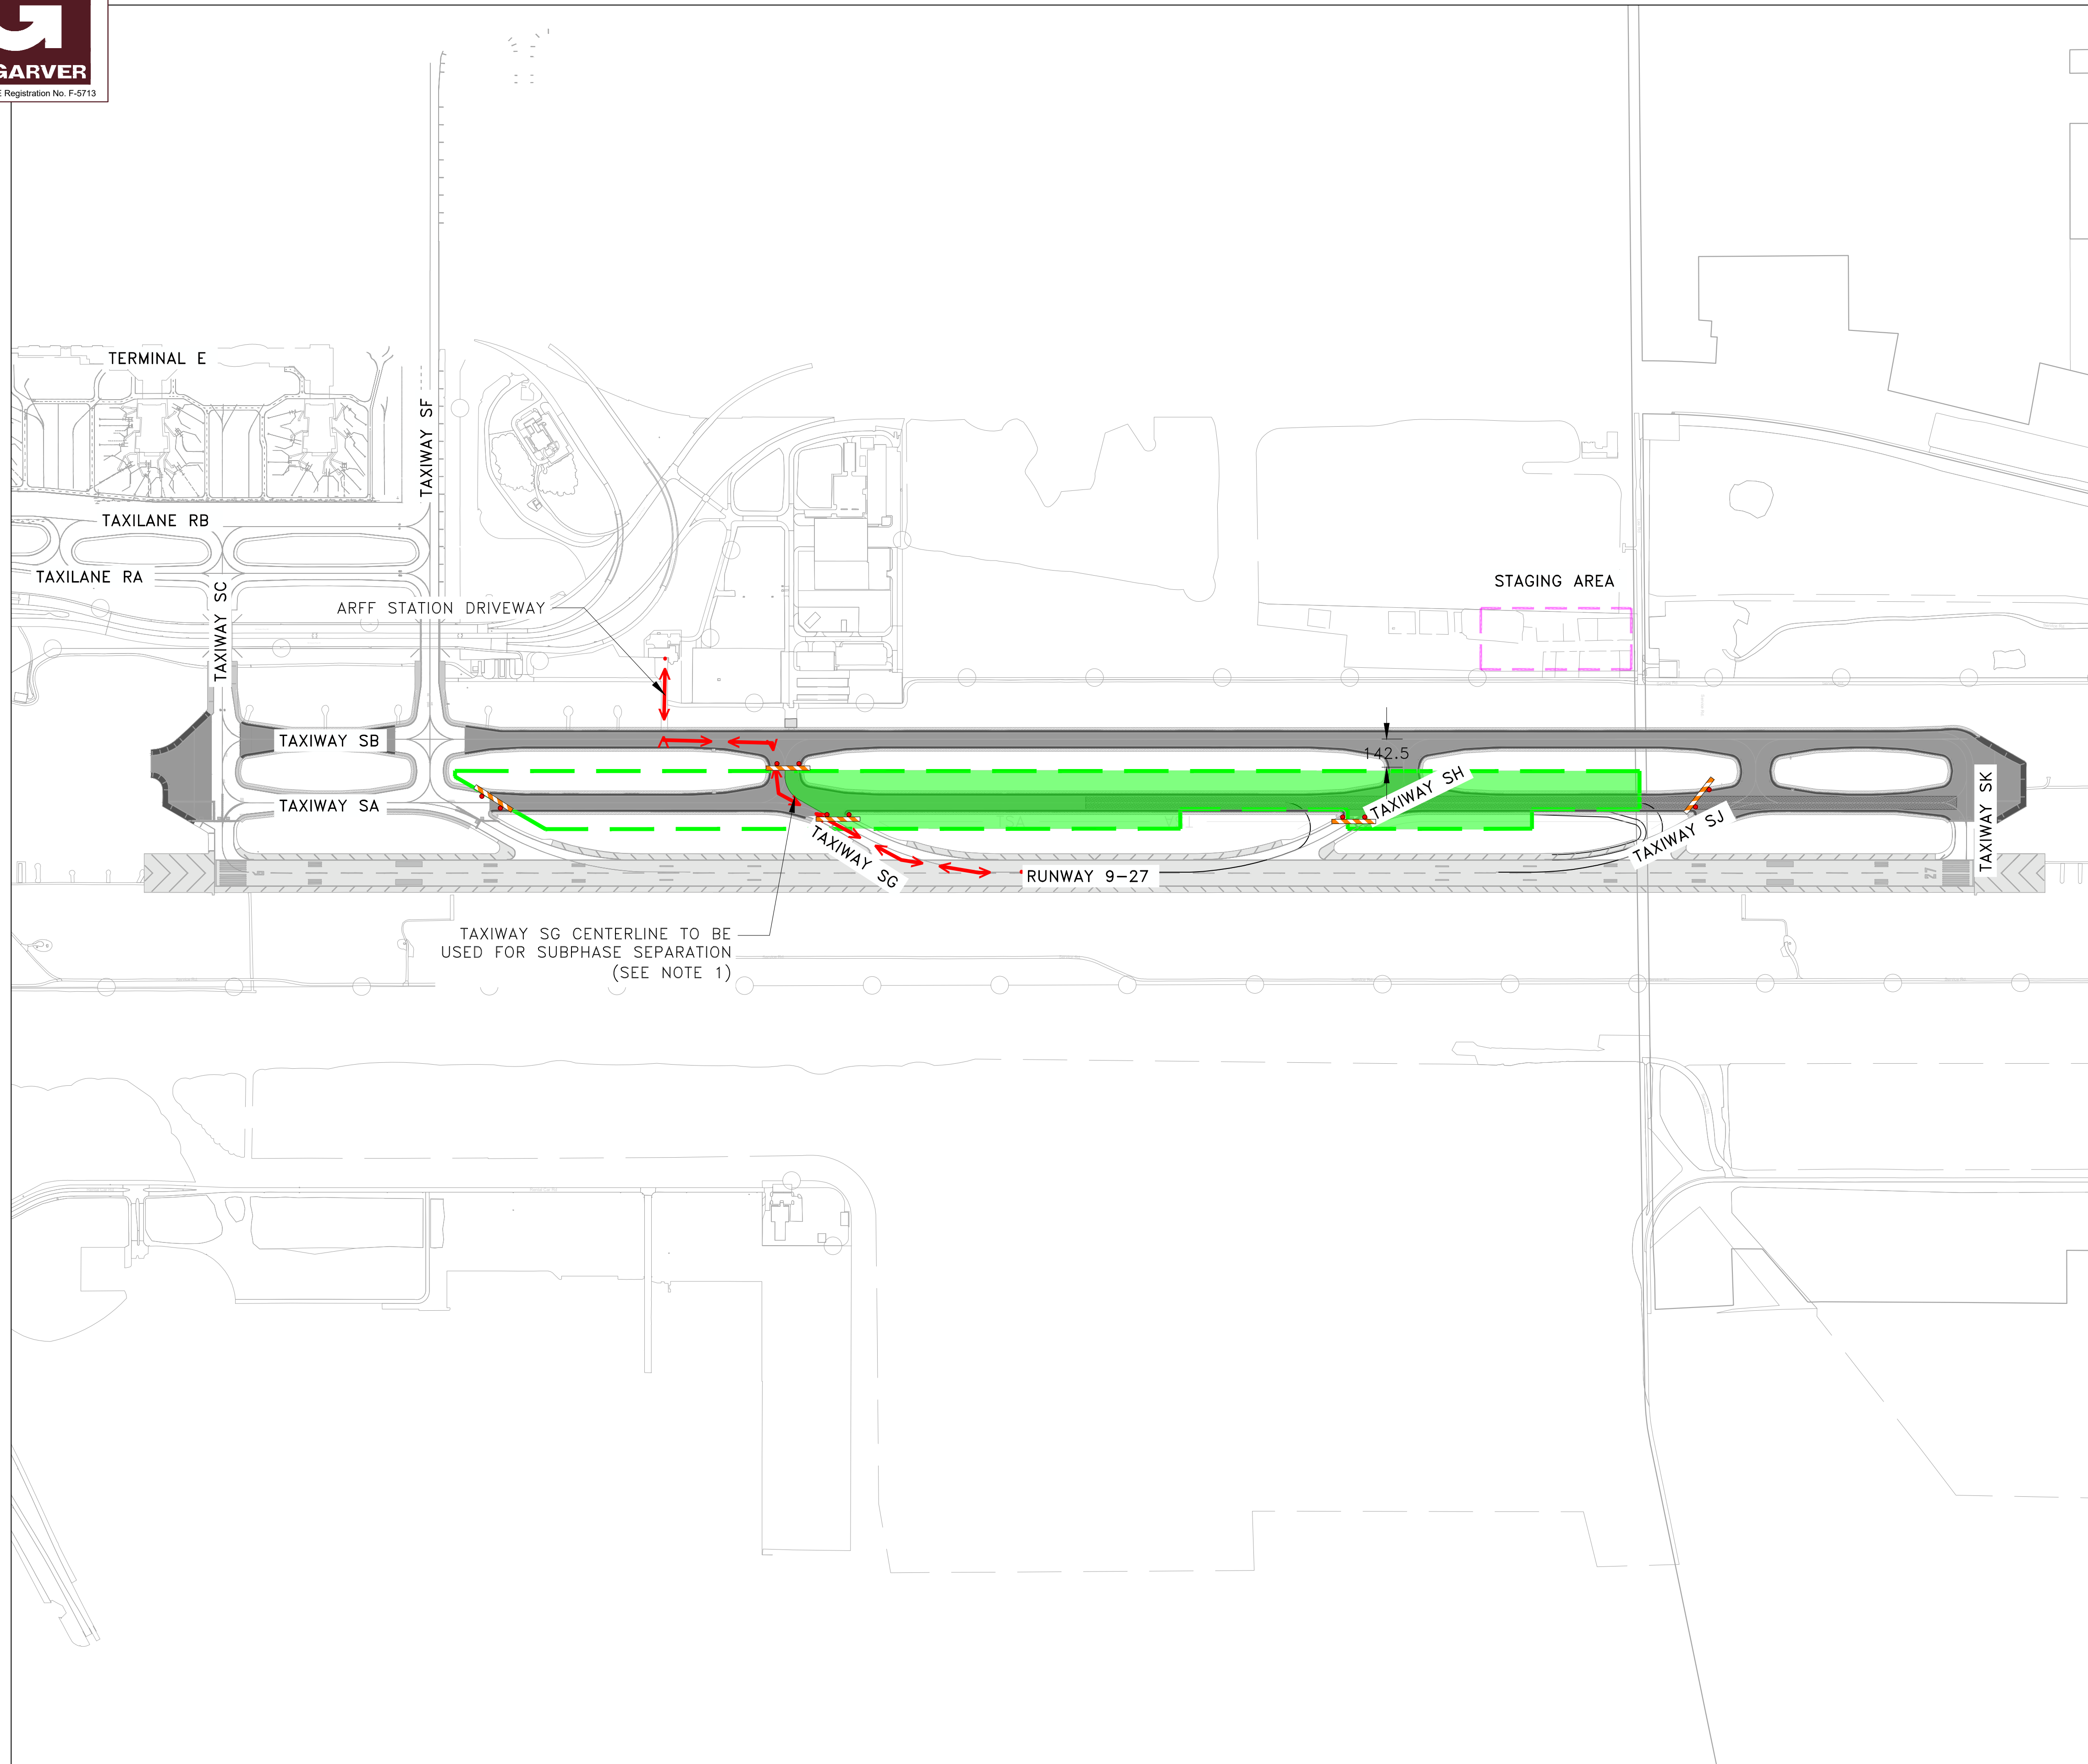 GARVER
E Registration No. F-5713
TERMINAL E
TAXIWAY SF
TAXILANE RB
TAXILANE RA
TAXIWAY SC
STAGING AREA
ARFF STATION DRIVEWAY
TAXIWAY SB
142.5
TAXIWAY SH
TAXIWAY SA
TAXIWAY SG
TAXIWAY SJ
TAXIWAY SK
RUNWAY 9-27
27
TAXIWAY SG CENTERLINE TO BE
USED FOR SUBPHASE SEPARATION
(SEE NOTE 1)